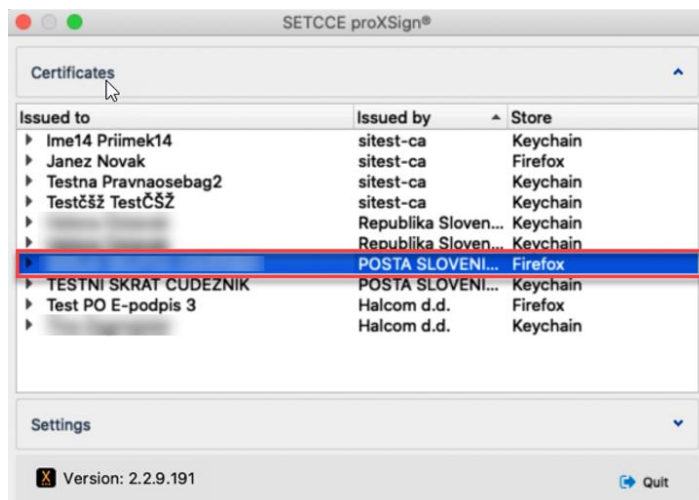 SETCCE proXSign®
Certificates
Issued to Issued by Store
Ime14 Priimek14 sitest-ca Keychain
Janez Novak sitest-ca Firefox
Testna Pravnaosebag2 sitest-ca Keychain
Testčšž TestČŠŽ sitest-ca Keychain
Republika Sloven... Keychain
Republika Sloven... Keychain
POSTA SLOVENI... Firefox
TESTNI SKRAT CUDEZNIK POSTA SLOVENI... Keychain
Test PO E-podpis 3 Halcom d.d. Firefox
Halcom d.d. Keychain
Settings
Version: 2.2.9.191 Quit